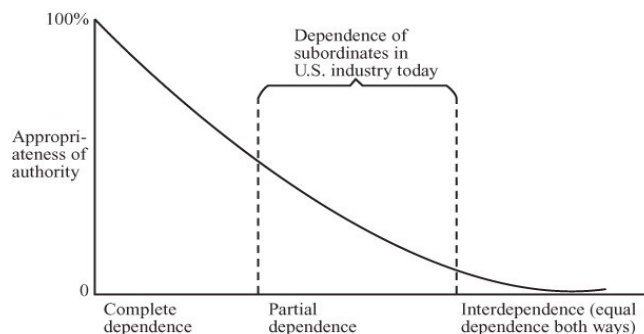 100%
Dependence of
subordinates in
U.S. industry today
Appropri-
ateness of
authority
0
Complete
dependence
Partial
dependence
Interdependence (equal
dependence both ways)